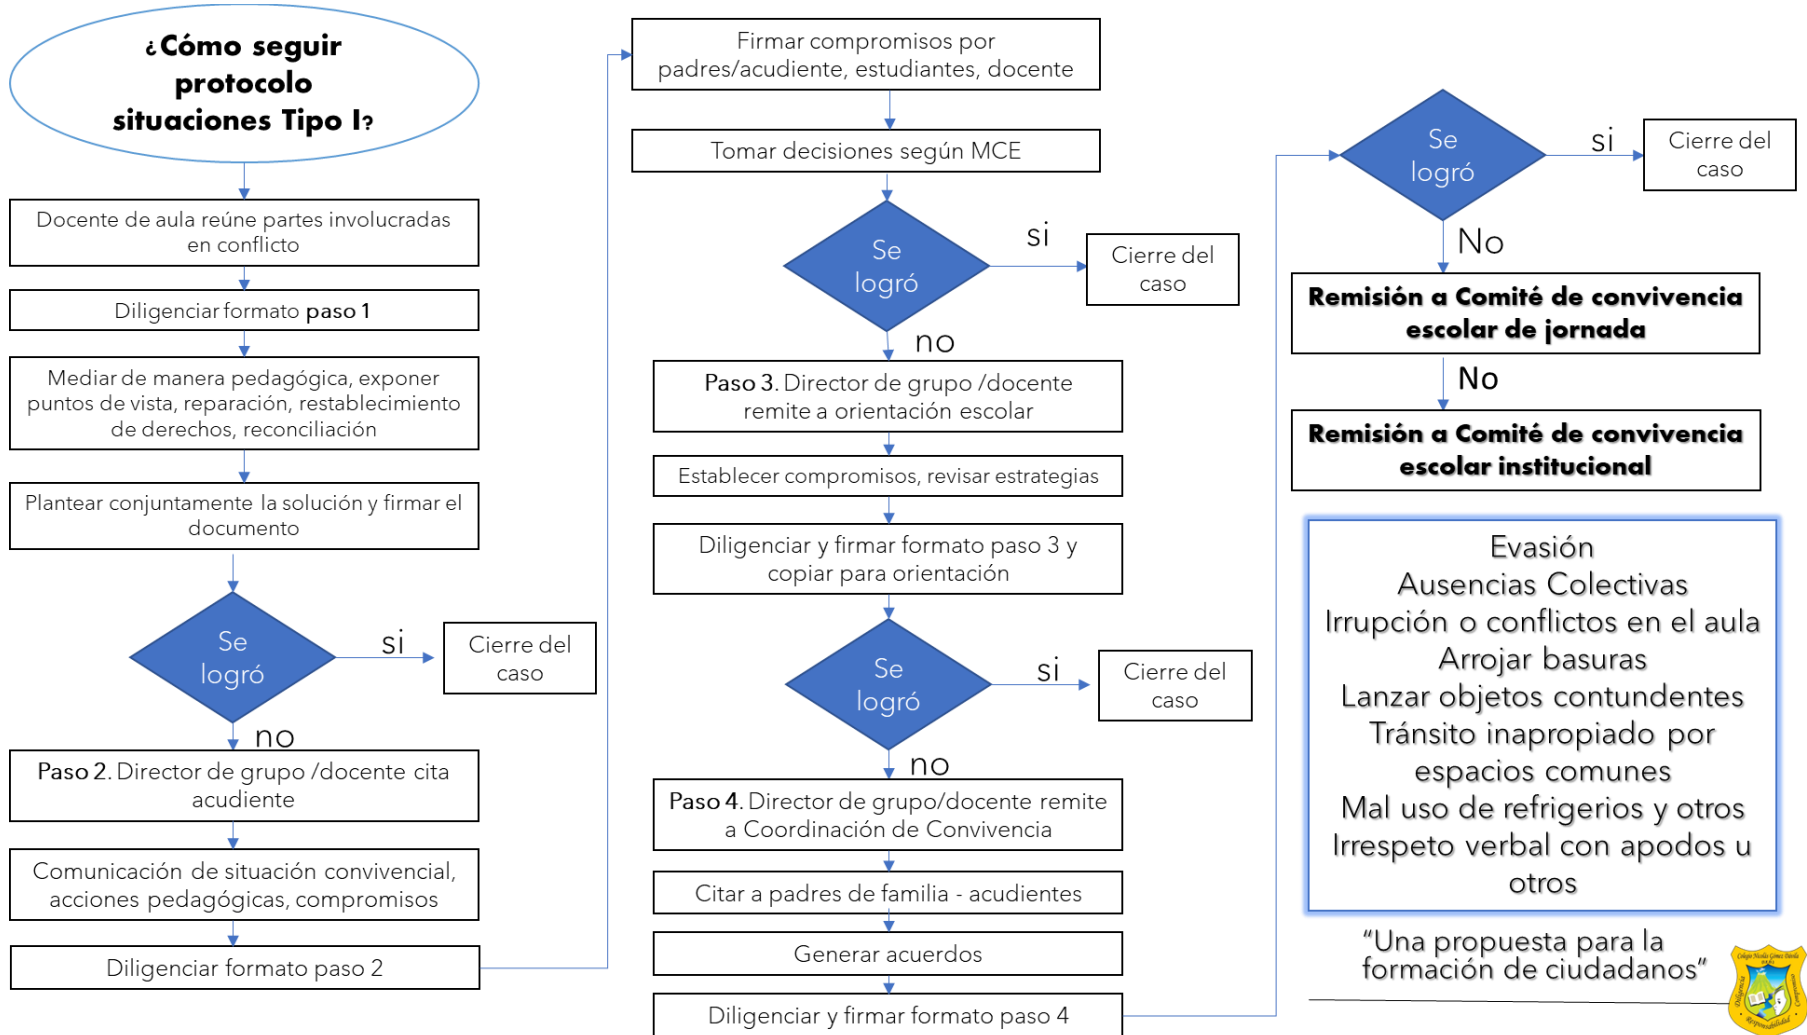 ¿Cómo seguir
protocolo
situaciones Tipo I?
Docente de aula reúne partes involucradas
en conflicto
Diligenciar formato paso 1
Mediar de manera pedagógica, exponer
puntos de vista, reparación, restablecimiento
de derechos, reconciliación
Plantear conjuntamente la solución y firmar el
documento
Se
logró
si
Cierre del
caso
no
Paso 2. Director de grupo /docente cita
acudiente
Comunicación de situación convivencial,
acciones pedagógicas, compromisos
Diligenciar formato paso 2
Firmar compromisos por
padres/acudiente, estudiantes, docente
Tomar decisiones según MCE
Se
logró
si
Cierre del
caso
no
Paso 3. Director de grupo /docente
remite a orientación escolar
Establecer compromisos, revisar estrategias
Diligenciar y firmar formato paso 3 y
copiar para orientación
Se
logró
si
Cierre del
caso
no
Paso 4. Director de grupo/docente remite
a Coordinación de Convivencia
Citar a padres de familia - acudientes
Generar acuerdos
Diligenciar y firmar formato paso 4
Se
logró
si
Cierre del
caso
No
Remisión a Comité de convivencia
escolar de jornada
No
Remisión a Comité de convivencia
escolar institucional
Evasión
Ausencias Colectivas
Irrupción o conflictos en el aula
Arrojar basuras
Lanzar objetos contundentes
Tránsito inapropiado por
espacios comunes
Mal uso de refrigerios y otros
Irrespeto verbal con apodos u
otros
“Una propuesta para la
formación de ciudadanos”
Colegio Nicolás Gómez Dávila
Diligencia
Responsabilidad
Compromiso